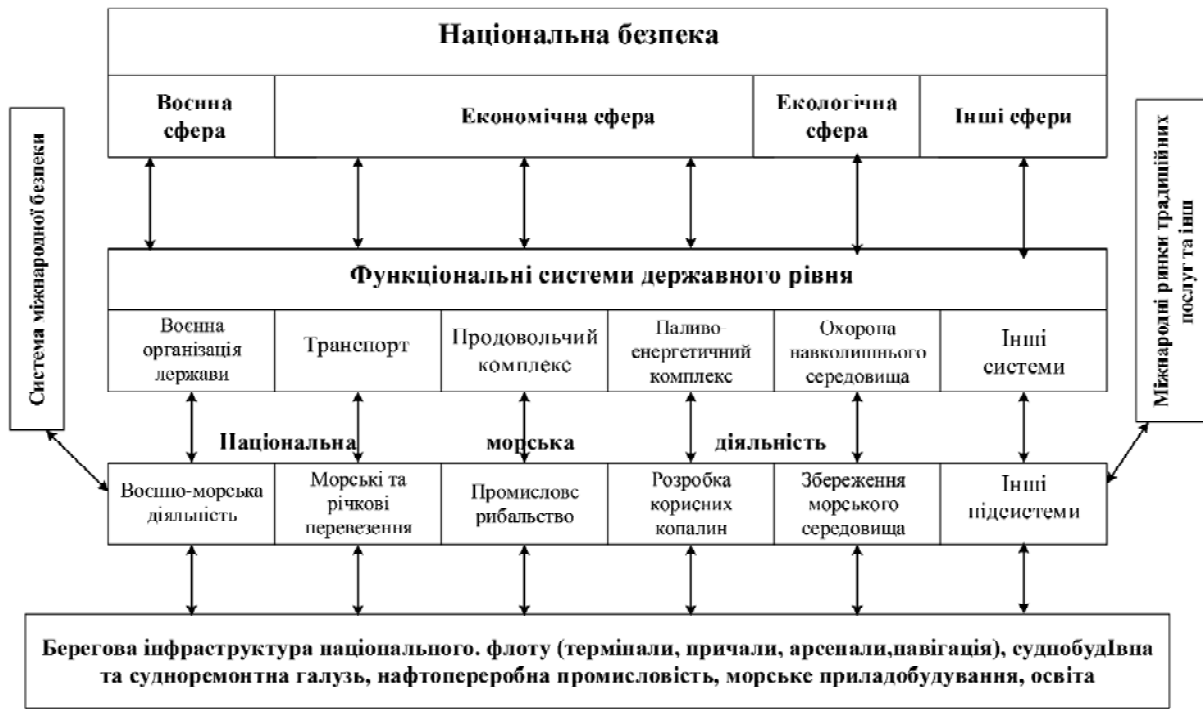 Національна безпека
Воєнна
сфера
Економічна сфера
Екологічна
сфера
Інші сфери
Система міжнародної безпеки
Міжнародні ринки традиційних
послуг та інш
Функціональні системи державного рівня
Воєнна
організація
держави
Транспорт
Продовольчий
комплекс
Паливо-
енергетичний
комплекс
Охорона
навколишнього
середовища
Інші
системи
Національна морська діяльність
Воєнно-морська
діяльність
Морські та
річкові
перевезення
Промислове
рибальство
Розробка
корисних
копалин
Збереження
морського
середовища
Інші
підсистеми
Берегова інфраструктура національного. флоту (термінали, причали, арсенали,навігація), суднобудІвна
та судноремонтна галузь, нафтопереробна промисловість, морське приладобудування, освіта